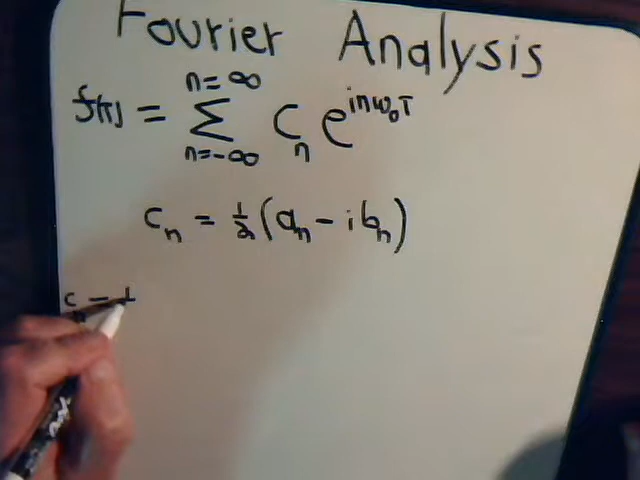 Fourier Analysis
f(t) = ∑ₙ₌₋∞ⁿ⁼∞ Cₙ e^{inω₀T}
Cₙ = ½(aₙ − ibₙ)
C